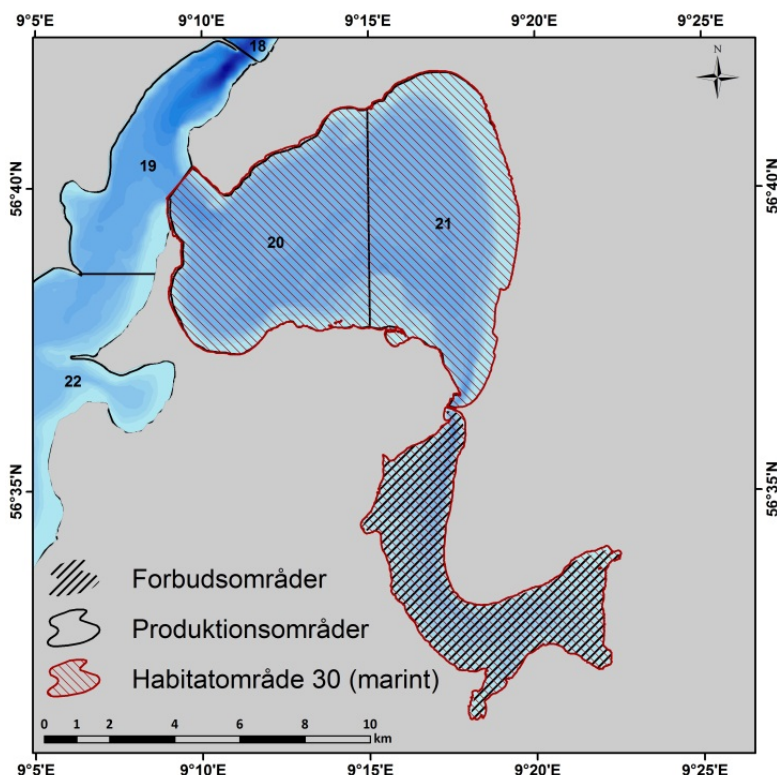 9°5'E 9°10'E 9°15'E 9°20'E 9°25'E
18
N
19
56°40'N 56°40'N
20 21
22
56°35'N 56°35'N
Forbudsområder
Produktionsområder
Habitatområde 30 (marint)
0 1 2 4 6 8 10
km
9°5'E 9°10'E 9°15'E 9°20'E 9°25'E